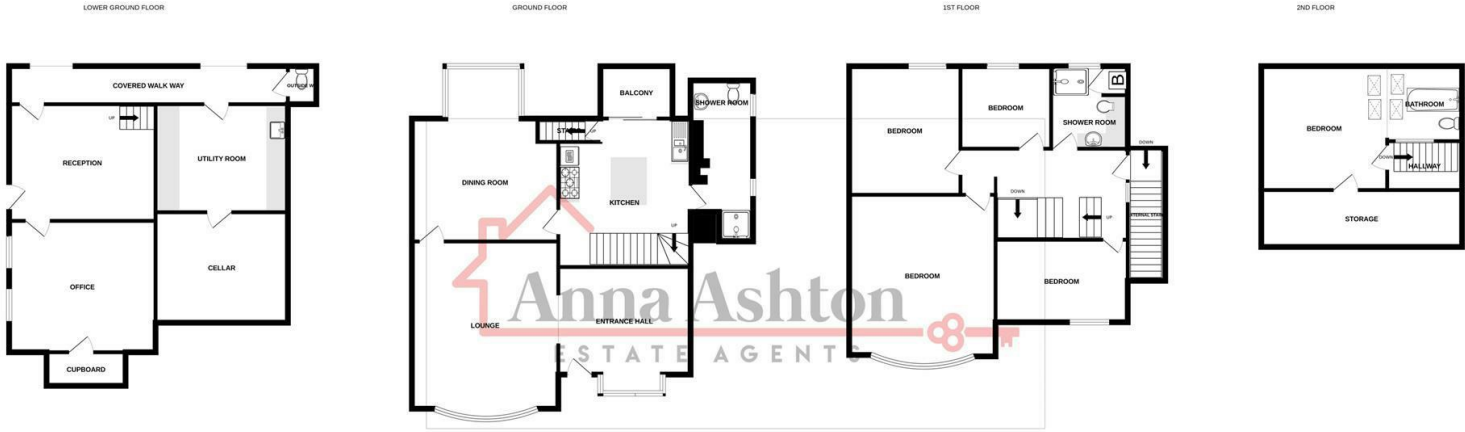 LOWER GROUND FLOOR
COVERED WALK WAY
UP
RECEPTION
UTILITY ROOM
OFFICE
CELLAR
CUPBOARD
GROUND FLOOR
BALCONY
SHOWER ROOM
UP
DINING ROOM
KITCHEN
UP
LOUNGE
ENTRANCE HALL
1ST FLOOR
BEDROOM
BEDROOM
B
SHOWER ROOM
DOWN
DOWN
UP
BEDROOM
BEDROOM
2ND FLOOR
BEDROOM
BATHROOM
DOWN
HALLWAY
STORAGE
Anna Ashton
ESTATE AGENTS